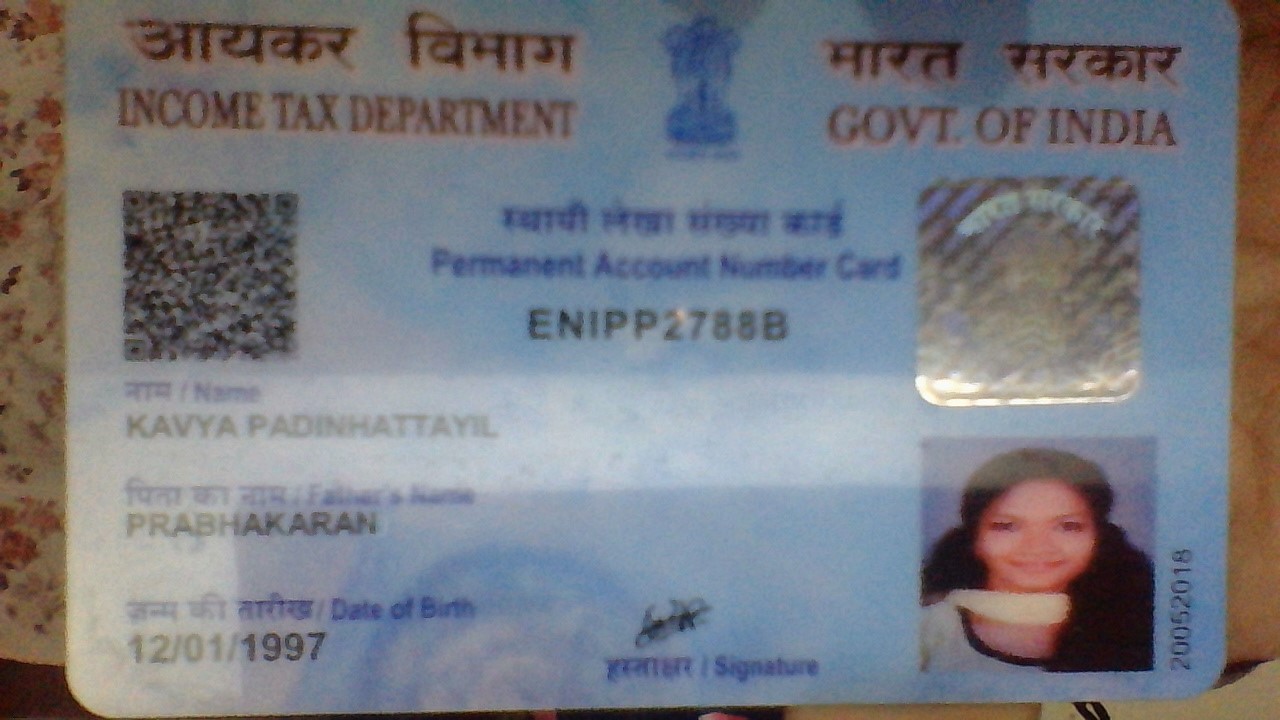 आयकर विभाग
INCOME TAX DEPARTMENT
भारत सरकार
GOVT. OF INDIA
स्थायी लेखा संख्या कार्ड
Permanent Account Number Card
ENIPP2788B
नाम / Name
KAVYA PADINHATTAYIL
पिता का नाम / Father's Name
PRABHAKARAN
जन्म की तारीख / Date of Birth
12/01/1997
हस्ताक्षर / Signature
20052018